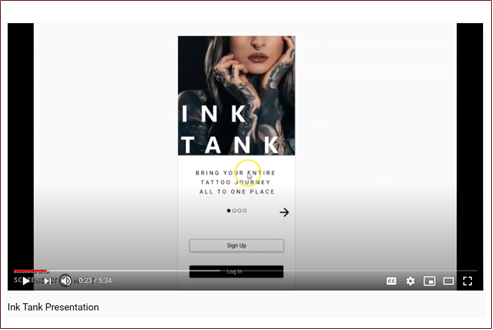 INK
TANK
BRING YOUR ENTIRE
TATTOO JOURNEY
ALL TO ONE PLACE
Sign Up
Log In
0:23 / 5:34
CC
Ink Tank Presentation